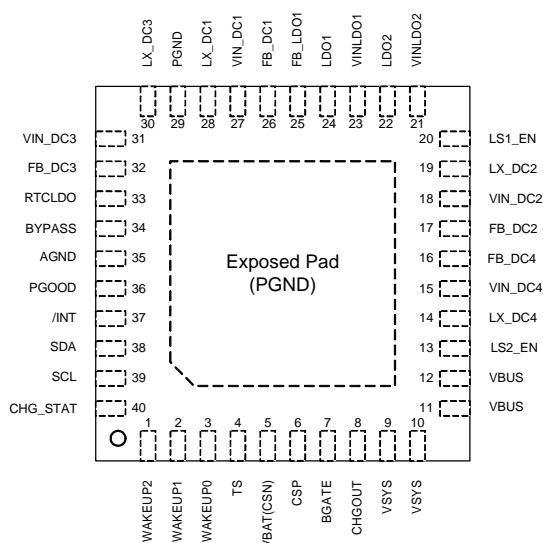 LX_DC3
PGND
LX_DC1
VIN_DC1
FB_DC1
FB_LDO1
LDO1
VINLDO1
LDO2
VINLDO2
30 29 28 27 26 25 24 23 22 21
VIN_DC3 31
FB_DC3 32
RTCLDO 33
BYPASS 34
AGND 35
PGOOD 36
/INT 37
SDA 38
SCL 39
CHG_STAT 40
Exposed Pad
(PGND)
20 LS1_EN
19 LX_DC2
18 VIN_DC2
17 FB_DC2
16 FB_DC4
15 VIN_DC4
14 LX_DC4
13 LS2_EN
12 VBUS
11 VBUS
1 2 3 4 5 6 7 8 9 10
WAKEUP2
WAKEUP1
WAKEUP0
TS
VBAT(CSN)
CSP
BGATE
CHGOUT
VSYS
VSYS